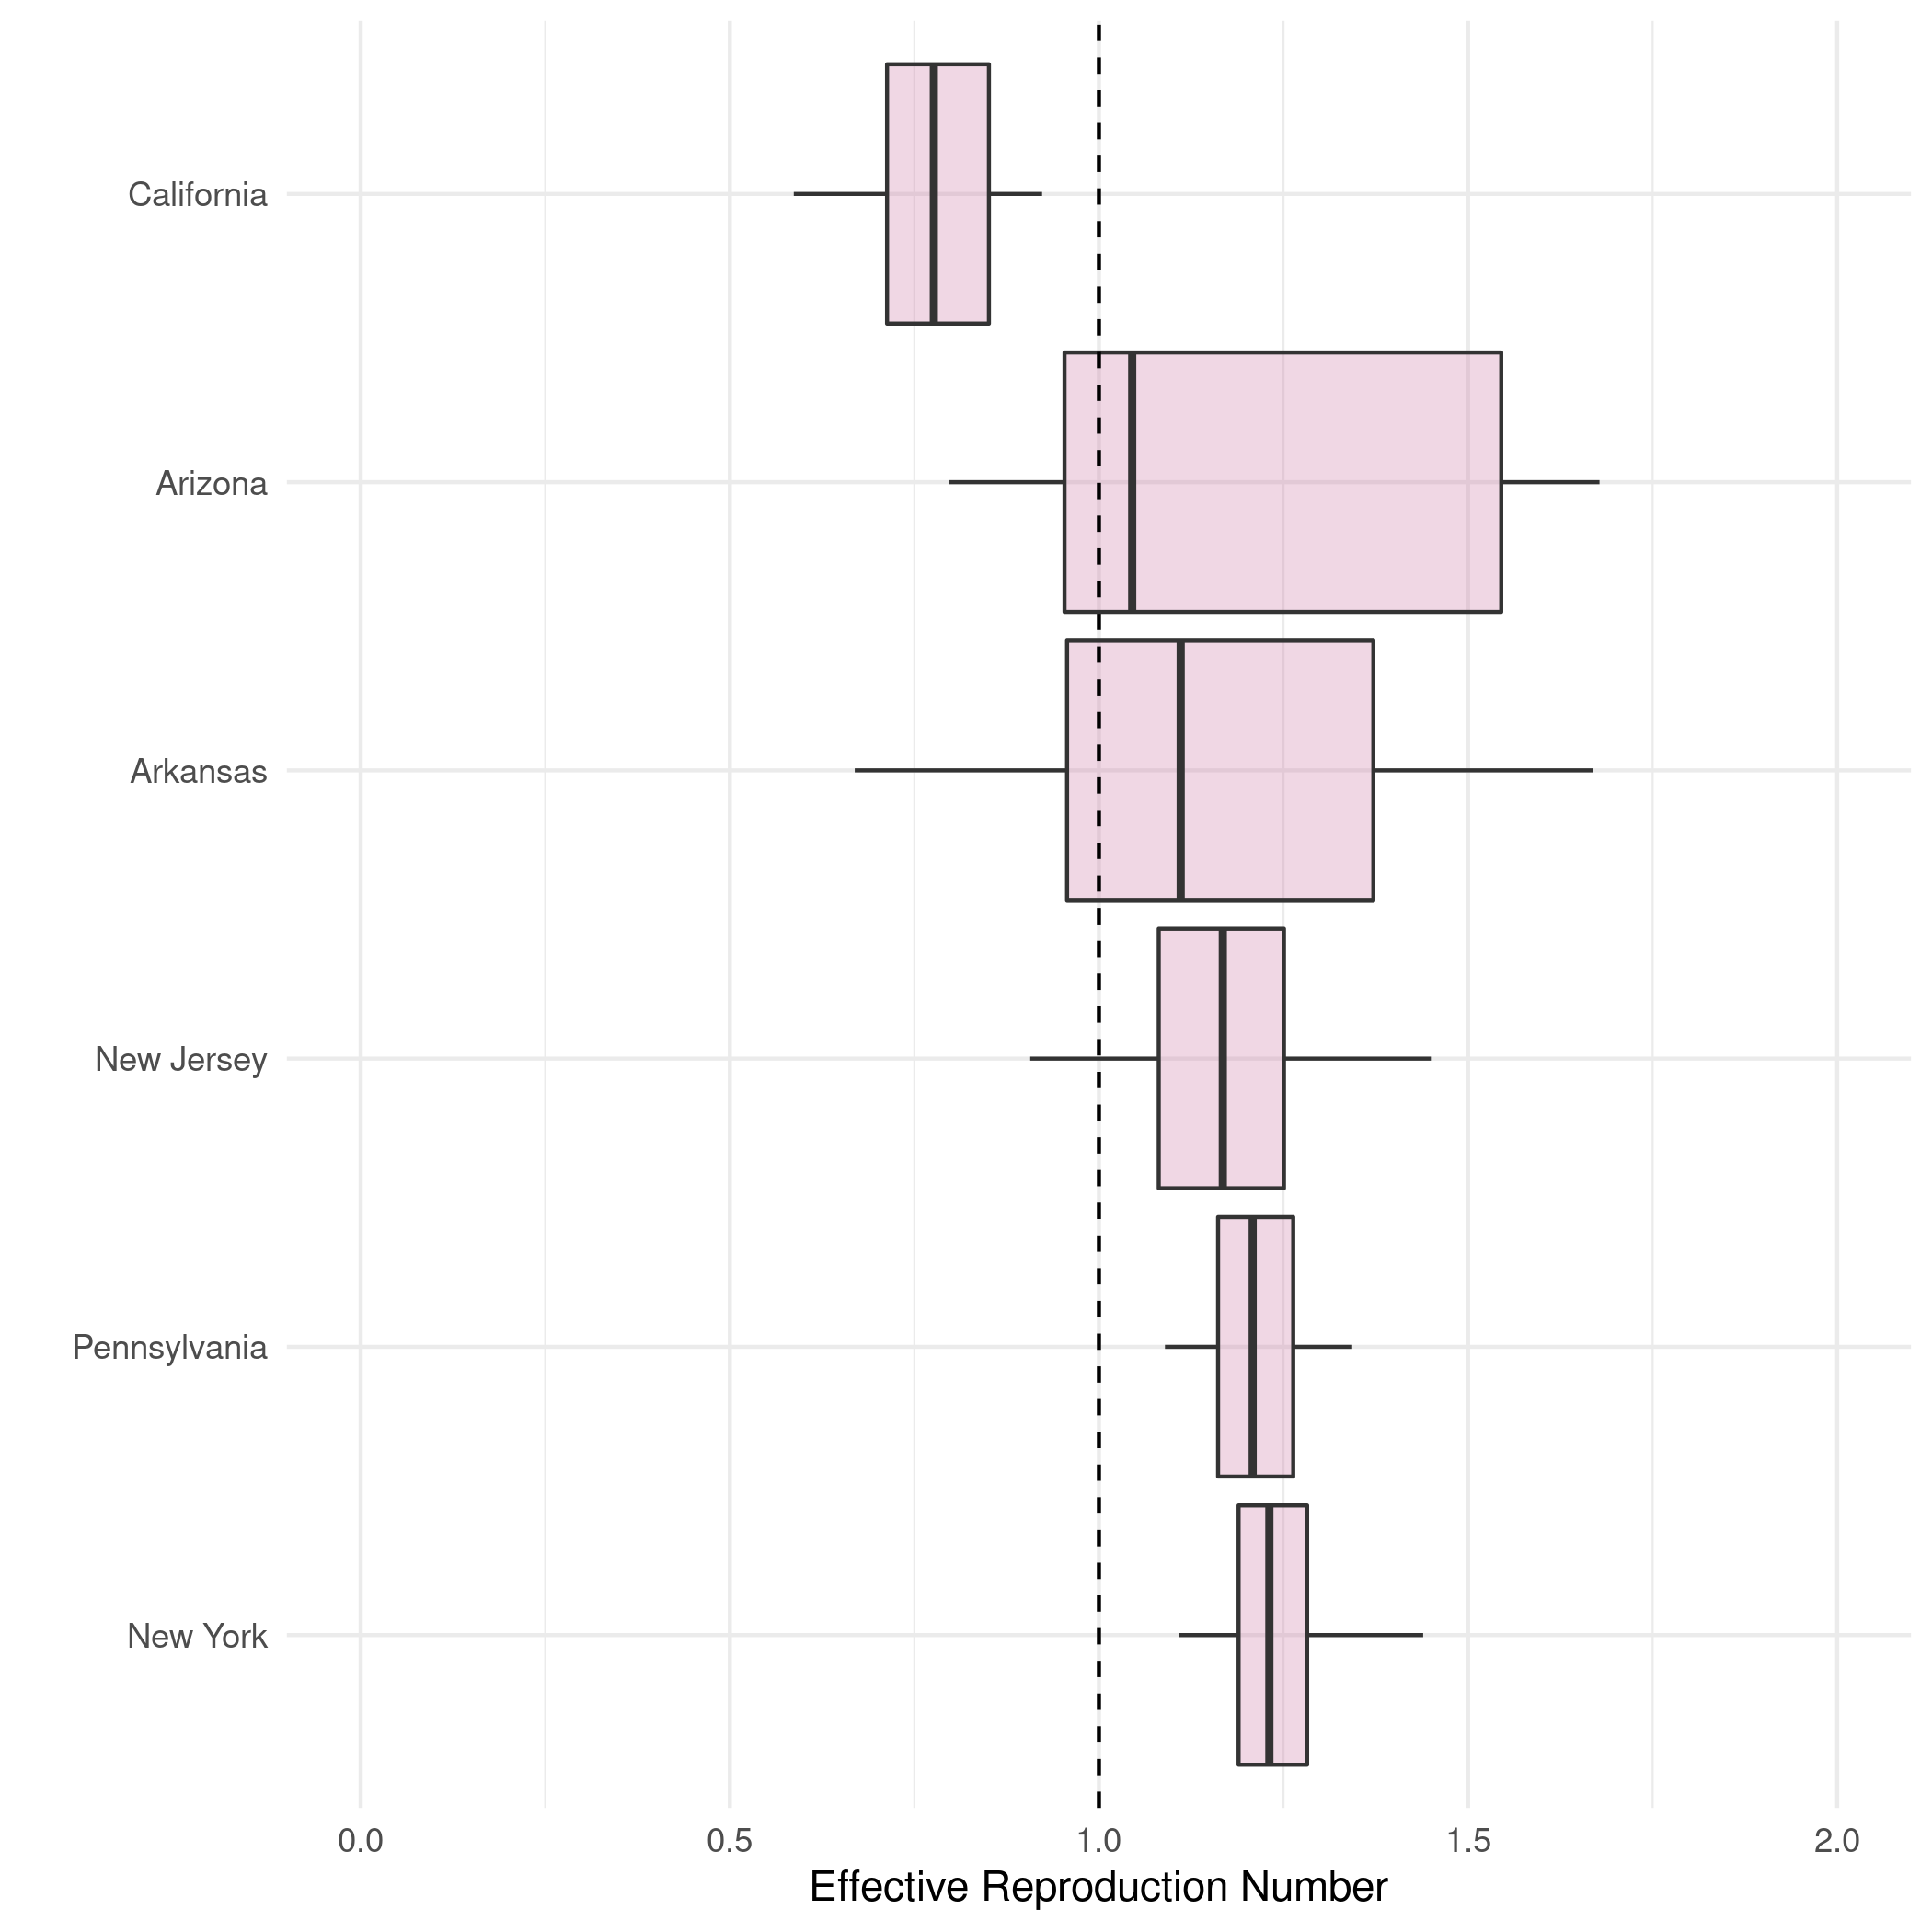 California
Arizona
Arkansas
New Jersey
Pennsylvania
New York
0.0 0.5 1.0 1.5 2.0
Effective Reproduction Number